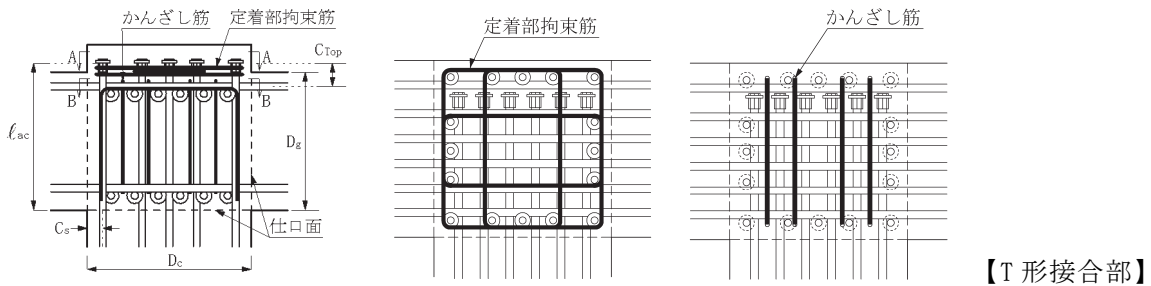 かんざし筋
定着部拘束筋
A
A
CTop
B
B
ℓac
Dg
Cs
仕口面
Dc
定着部拘束筋
かんざし筋
【T 形接合部】